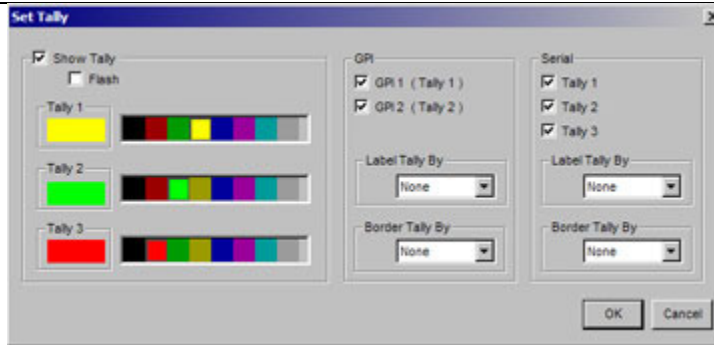 Set Tally
Show Tally
Flash
Tally 1
Tally 2
Tally 3
GPI
GPI 1 ( Tally 1 )
GPI 2 ( Tally 2 )
Label Tally By
None
Border Tally By
None
Serial
Tally 1
Tally 2
Tally 3
Label Tally By
None
Border Tally By
None
OK
Cancel